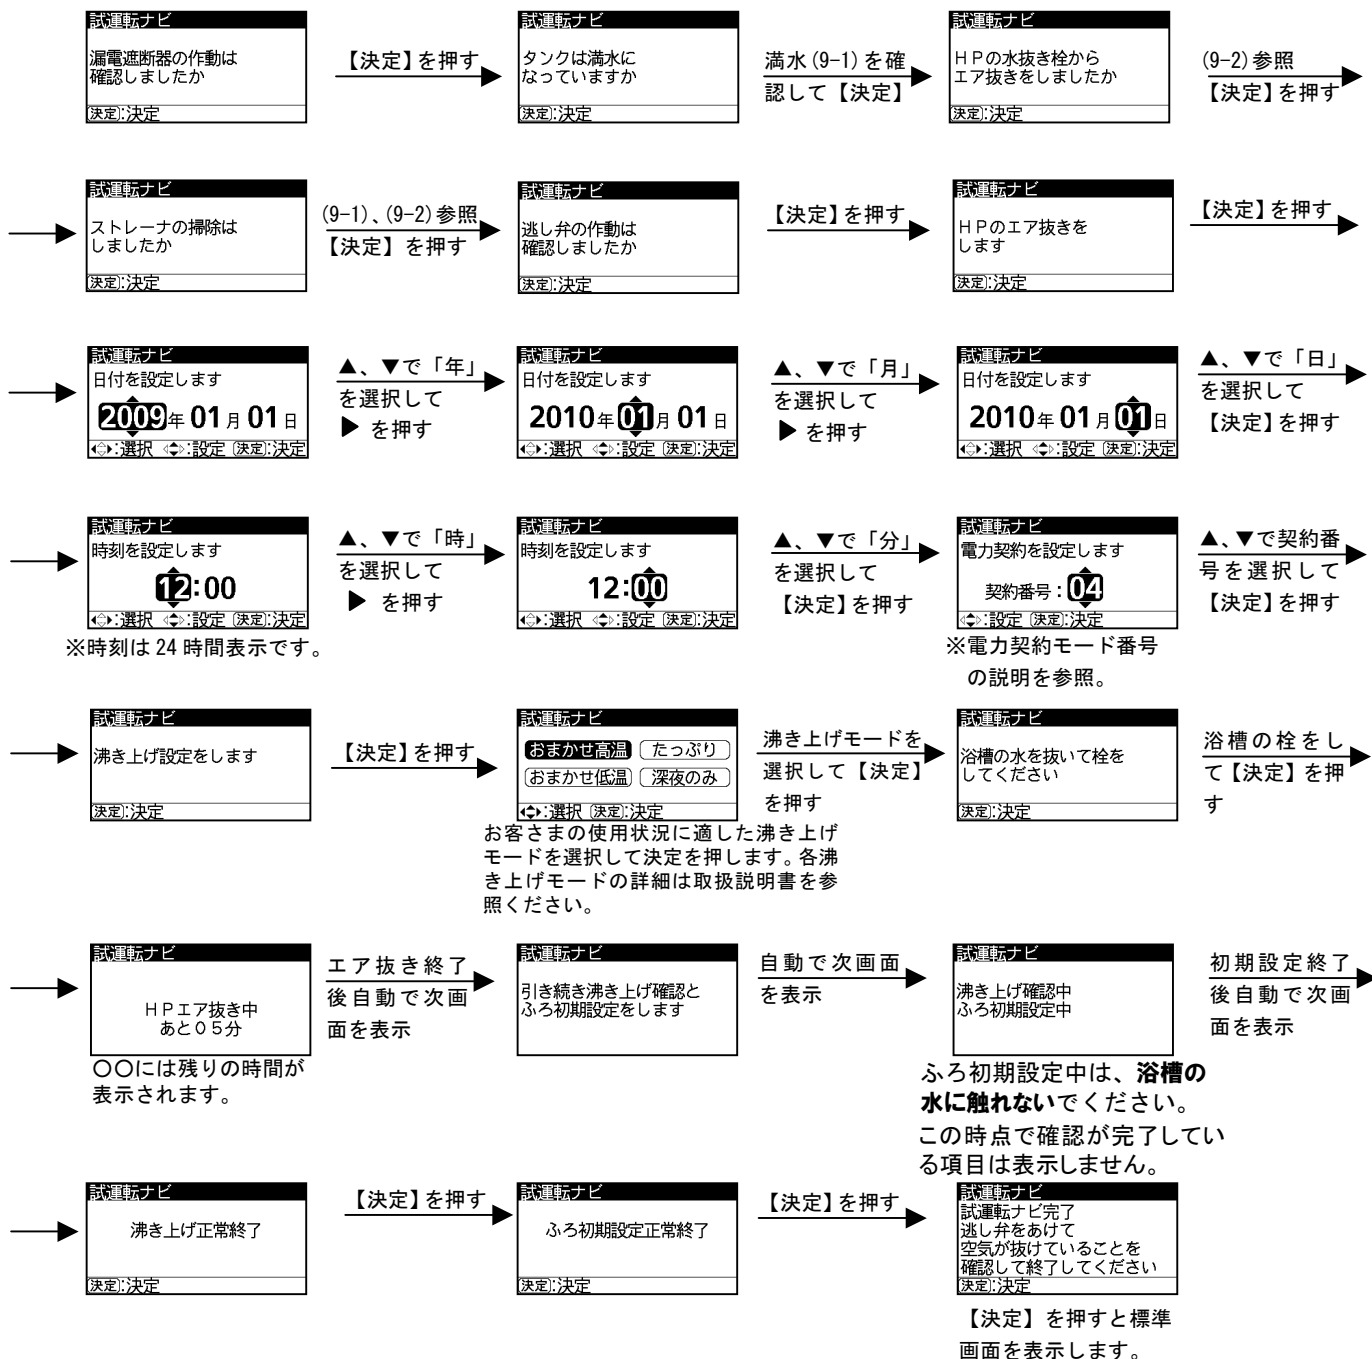 試運転ナビ
漏電遮断器の作動は
確認しましたか
決定:決定
【決定】を押す
試運転ナビ
タンクは満水に
なっていますか
決定:決定
満水(9-1)を確
認して【決定】
試運転ナビ
HPの水抜き栓から
エア抜きをしましたか
決定:決定
(9-2)参照
【決定】を押す
試運転ナビ
ストレーナの掃除は
しましたか
決定:決定
(9-1)、(9-2)参照
【決定】を押す
試運転ナビ
逃し弁の作動は
確認しましたか
決定:決定
【決定】を押す
試運転ナビ
HPのエア抜きを
します
決定:決定
【決定】を押す
試運転ナビ
日付を設定します
2009年01月01日
:選択 :設定 決定:決定
▲、▼で「年」
を選択して
▶ を押す
試運転ナビ
日付を設定します
2010年01月01日
:選択 :設定 決定:決定
▲、▼で「月」
を選択して
▶ を押す
試運転ナビ
日付を設定します
2010年01月01日
:選択 :設定 決定:決定
▲、▼で「日」
を選択して
【決定】を押す
試運転ナビ
時刻を設定します
12:00
:選択 :設定 決定:決定
※時刻は24時間表示です。
▲、▼で「時」
を選択して
▶ を押す
試運転ナビ
時刻を設定します
12:00
:選択 :設定 決定:決定
▲、▼で「分」
を選択して
【決定】を押す
試運転ナビ
電力契約を設定します
契約番号:04
:設定 決定:決定
※電力契約モード番号
の説明を参照。
▲、▼で契約番
号を選択して
【決定】を押す
試運転ナビ
沸き上げ設定をします
決定:決定
【決定】を押す
試運転ナビ
おまかせ高温 たっぷり
おまかせ低温 深夜のみ
:選択 決定:決定
お客さまの使用状況に適した沸き上げ
モードを選択して決定を押します。各沸
き上げモードの詳細は取扱説明書を参
照ください。
沸き上げモードを
選択して【決定】
を押す
試運転ナビ
浴槽の水を抜いて栓を
してください
決定:決定
浴槽の栓をし
て【決定】を押
す
試運転ナビ
HPエア抜き中
あと05分
〇〇には残りの時間が
表示されます。
エア抜き終了
後自動で次画
面を表示
試運転ナビ
引き続き沸き上げ確認と
ふろ初期設定をします
自動で次画面
を表示
試運転ナビ
沸き上げ確認中
ふろ初期設定中
ふろ初期設定中は、浴槽の
水に触れないでください。
この時点で確認が完了してい
る項目は表示しません。
初期設定終了
後自動で次画
面を表示
試運転ナビ
沸き上げ正常終了
決定:決定
【決定】を押す
試運転ナビ
ふろ初期設定正常終了
決定:決定
【決定】を押す
試運転ナビ
試運転ナビ完了
逃し弁をあけて
空気が抜けていることを
確認して終了してください
決定:決定
【決定】を押すと標準
画面を表示します。